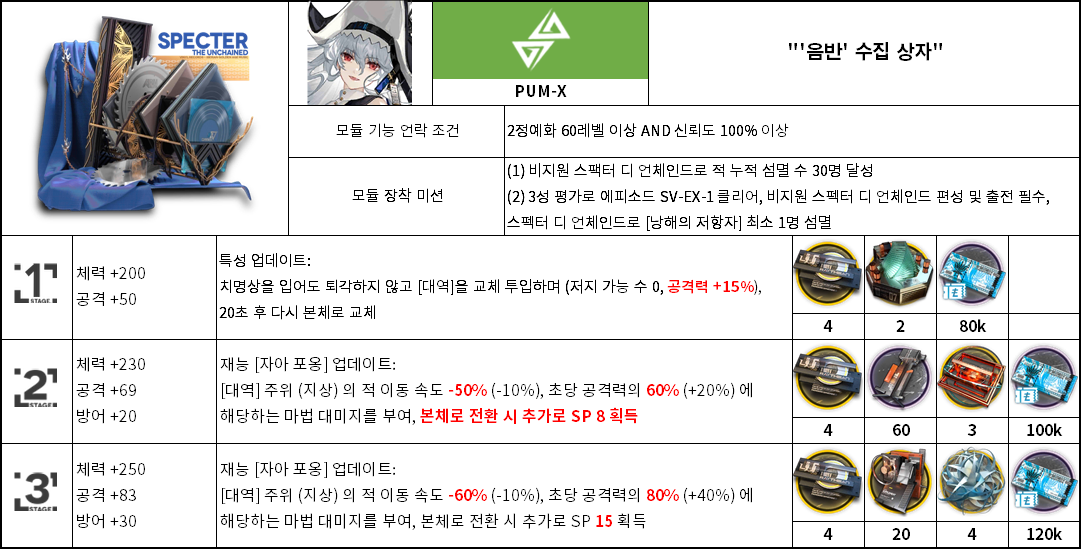 SPECTER
THE UNCHAINED
PUM-X
"'음반' 수집 상자"
모듈 기능 언락 조건
2정예화 60레벨 이상 AND 신뢰도 100% 이상
모듈 장착 미션
(1) 비지원 스팩터 디 언체인드로 적 누적 섬멸 수 30명 달성
(2) 3성 평가로 에피소드 SV-EX-1 클리어, 비지원 스펙터 디 언체인드 편성 및 출전 필수,
스펙터 디 언체인드로 [낭해의 저항자] 최소 1명 섬멸
1
STAGE
체력 +200
공격 +50
특성 업데이트:
치명상을 입어도 퇴각하지 않고 [대역]을 교체 투입하며 (저지 가능 수 0, 공격력 +15%),
20초 후 다시 본체로 교체
4
2
80k
2
STAGE
체력 +230
공격 +69
방어 +20
재능 [자아 포옹] 업데이트:
[대역] 주위 (지상) 의 적 이동 속도 -50% (-10%), 초당 공격력의 60% (+20%) 에
해당하는 마법 대미지를 부여, 본체로 전환 시 추가로 SP 8 획득
4
60
3
100k
3
STAGE
체력 +250
공격 +83
방어 +30
재능 [자아 포옹] 업데이트:
[대역] 주위 (지상) 의 적 이동 속도 -60% (-10%), 초당 공격력의 80% (+40%) 에
해당하는 마법 대미지를 부여, 본체로 전환 시 추가로 SP 15 획득
4
20
4
120k